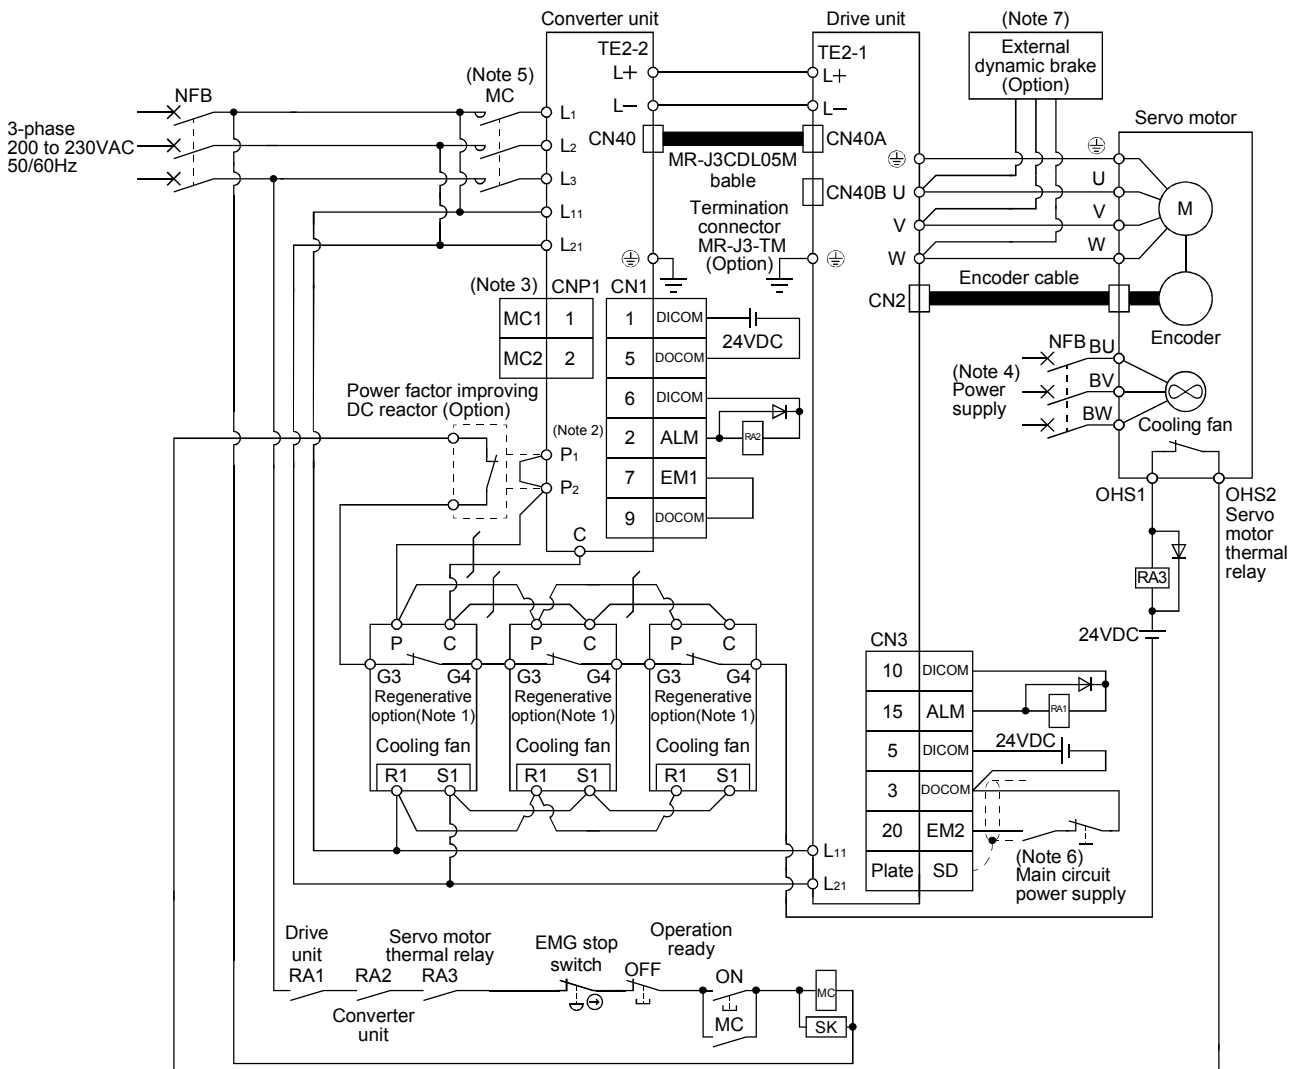 Converter unit
Drive unit
(Note 7)
External
dynamic brake
(Option)
TE2-2
TE2-1
L+
L+
L−
L−
(Note 5)
MC
NFB
3-phase
200 to 230VAC
50/60Hz
L1
L2
L3
L11
L21
CN40
CN40A
MR-J3CDL05M
bable
CN40B
Termination
connector
MR-J3-TM
(Option)
Servo motor
U
V
W
U
V
W
M
CN2
Encoder cable
Encoder
(Note 3)
CNP1
CN1
MC1
1
MC2
2
1
DICOM
5
DOCOM
6
DICOM
2
ALM
7
EM1
9
DOCOM
24VDC
RA2
NFB
BU
BV
BW
(Note 4)
Power
supply
Cooling fan
Power factor improving
DC reactor (Option)
(Note 2)
P1
P2
C
OHS1
OHS2
Servo
motor
thermal
relay
RA3
24VDC
P
C
P
C
P
C
G3
G4
G3
G4
G3
G4
Regenerative
option(Note 1)
Regenerative
option(Note 1)
Regenerative
option(Note 1)
Cooling fan
Cooling fan
Cooling fan
R1
S1
R1
S1
R1
S1
CN3
10
DICOM
15
ALM
5
DICOM
3
DOCOM
20
EM2
Plate
SD
RA1
24VDC
(Note 6)
Main circuit
power supply
L11
L21
Drive
unit
RA1
RA2
Converter
unit
Servo motor
thermal relay
RA3
EMG stop
switch
OFF
Operation
ready
ON
MC
MC
SK